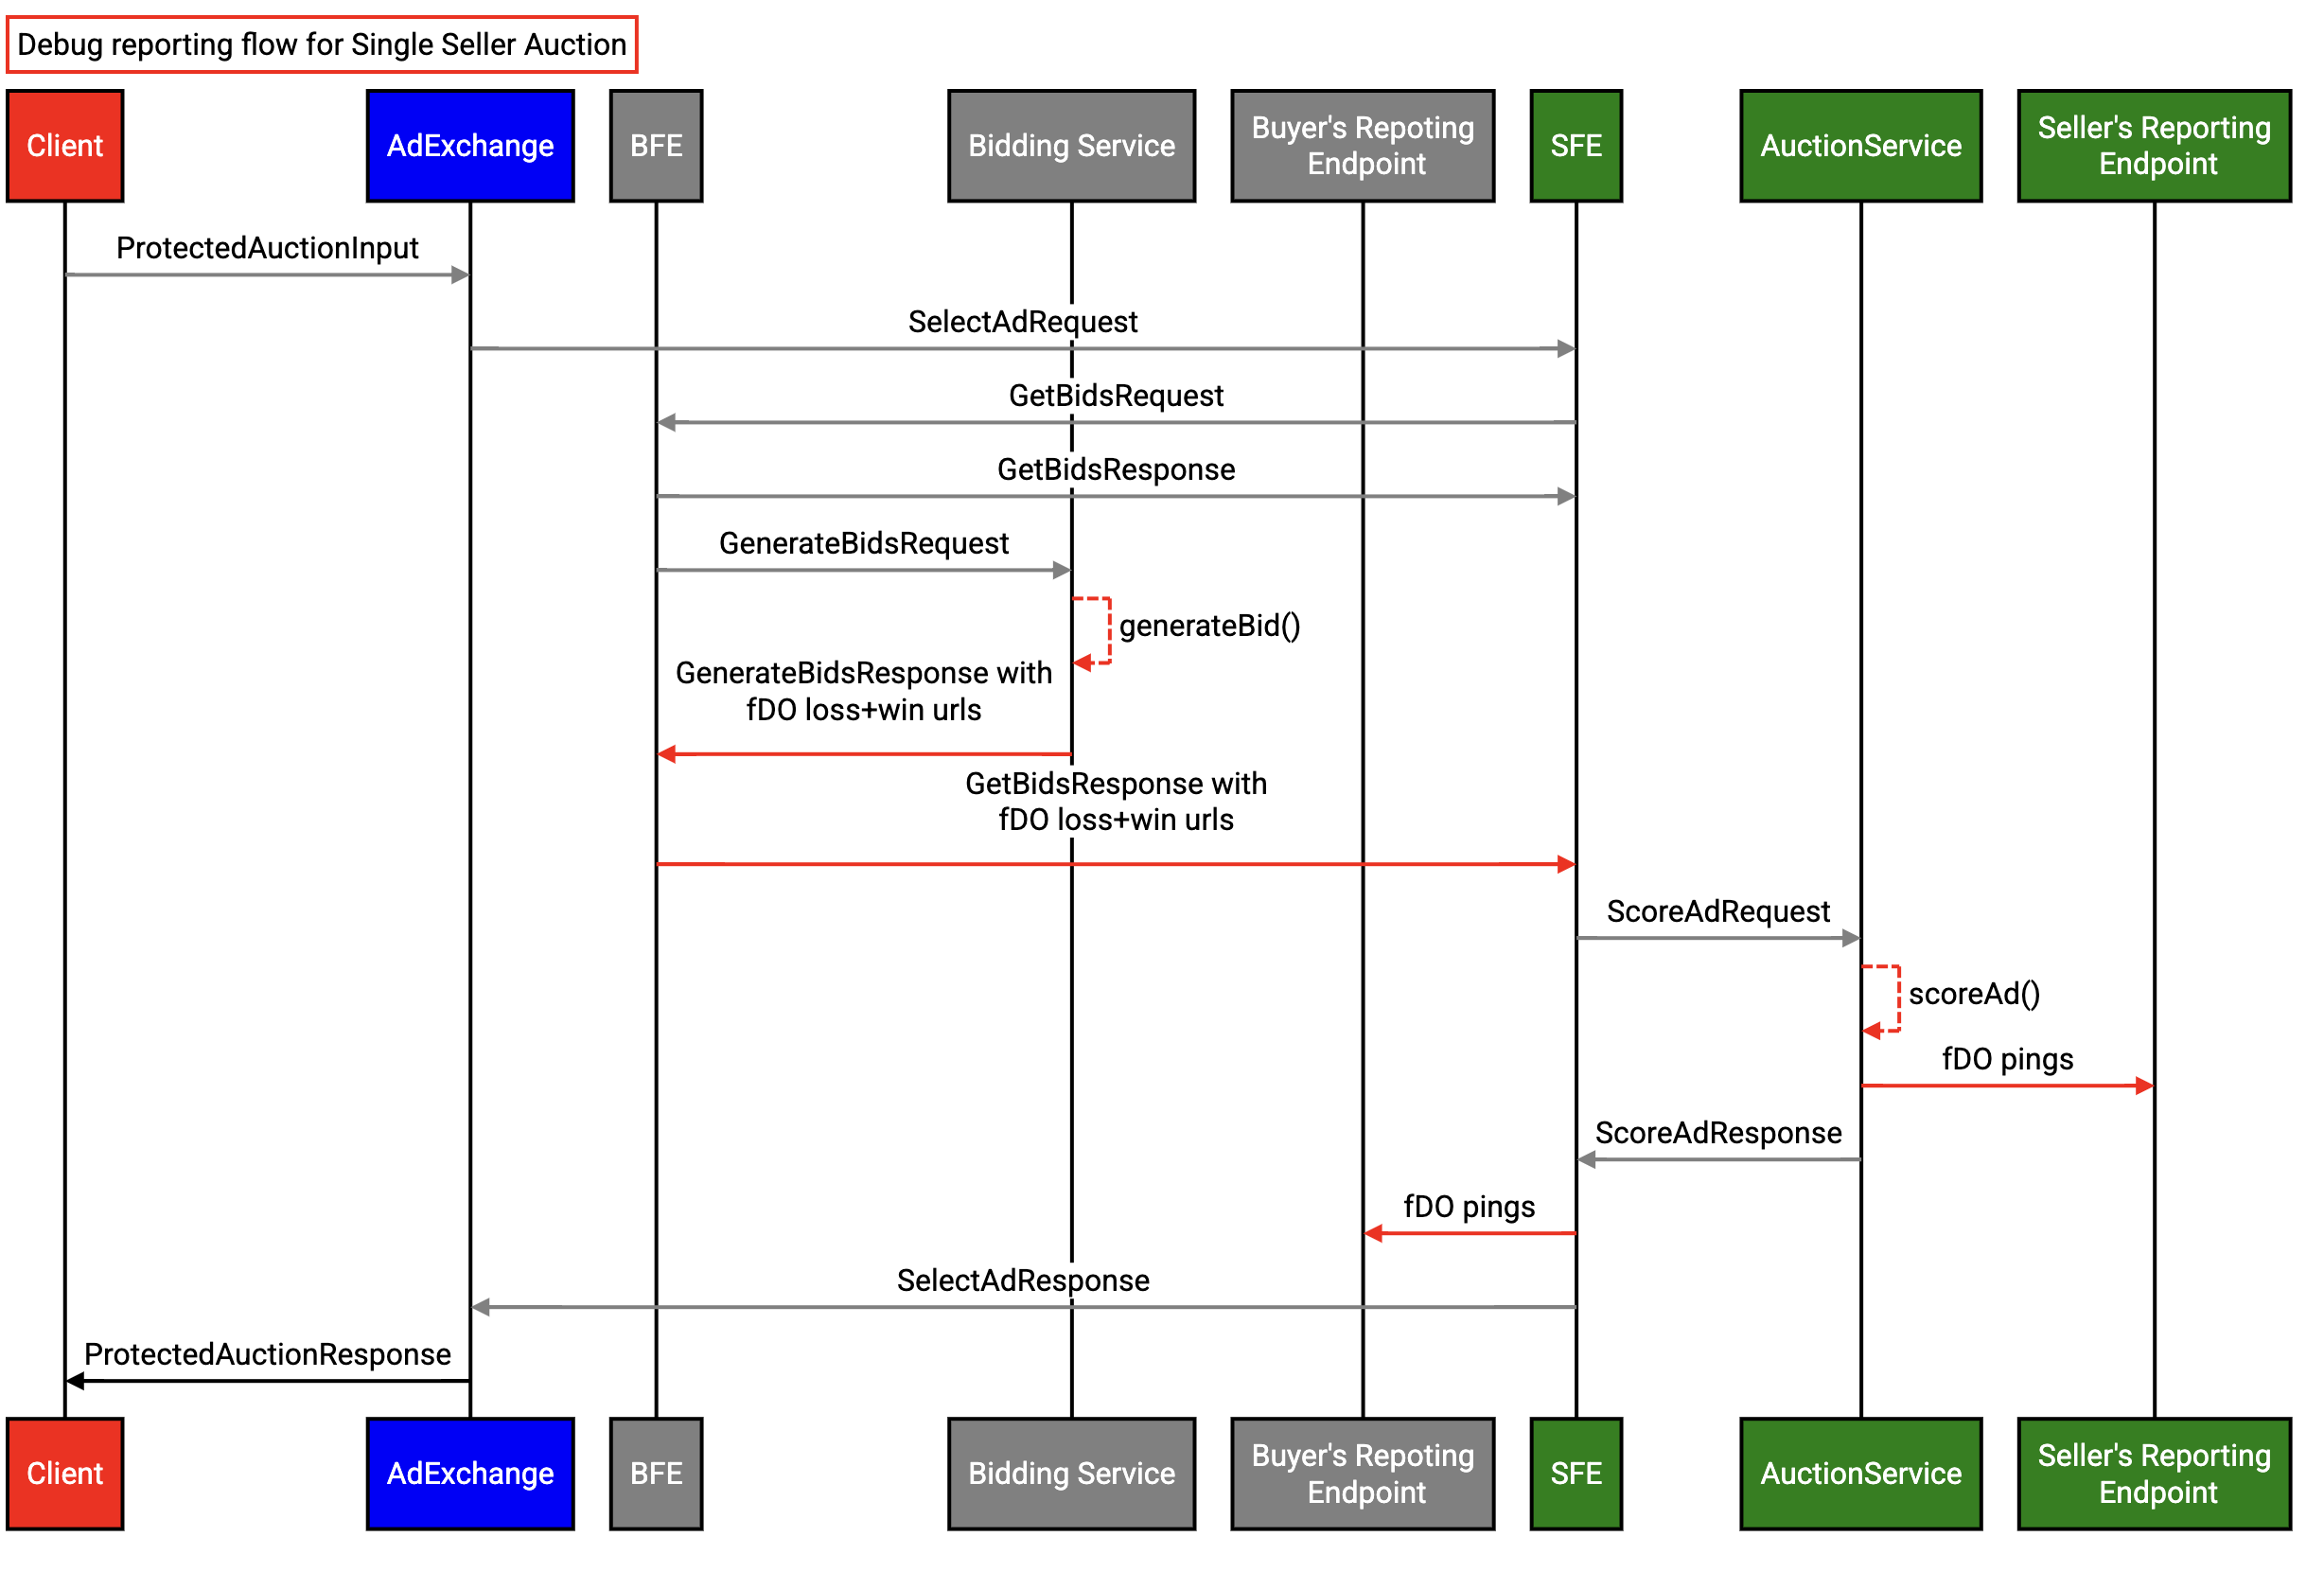 Debug reporting flow for Single Seller Auction
Client
AdExchange
BFE
Bidding Service
Buyer's Repoting
Endpoint
SFE
AuctionService
Seller's Reporting
Endpoint
ProtectedAuctionInput
SelectAdRequest
GetBidsRequest
GetBidsResponse
GenerateBidsRequest
generateBid()
GenerateBidsResponse with
fDO loss+win urls
GetBidsResponse with
fDO loss+win urls
ScoreAdRequest
scoreAd()
fDO pings
ScoreAdResponse
fDO pings
SelectAdResponse
ProtectedAuctionResponse
Client
AdExchange
BFE
Bidding Service
Buyer's Repoting
Endpoint
SFE
AuctionService
Seller's Reporting
Endpoint